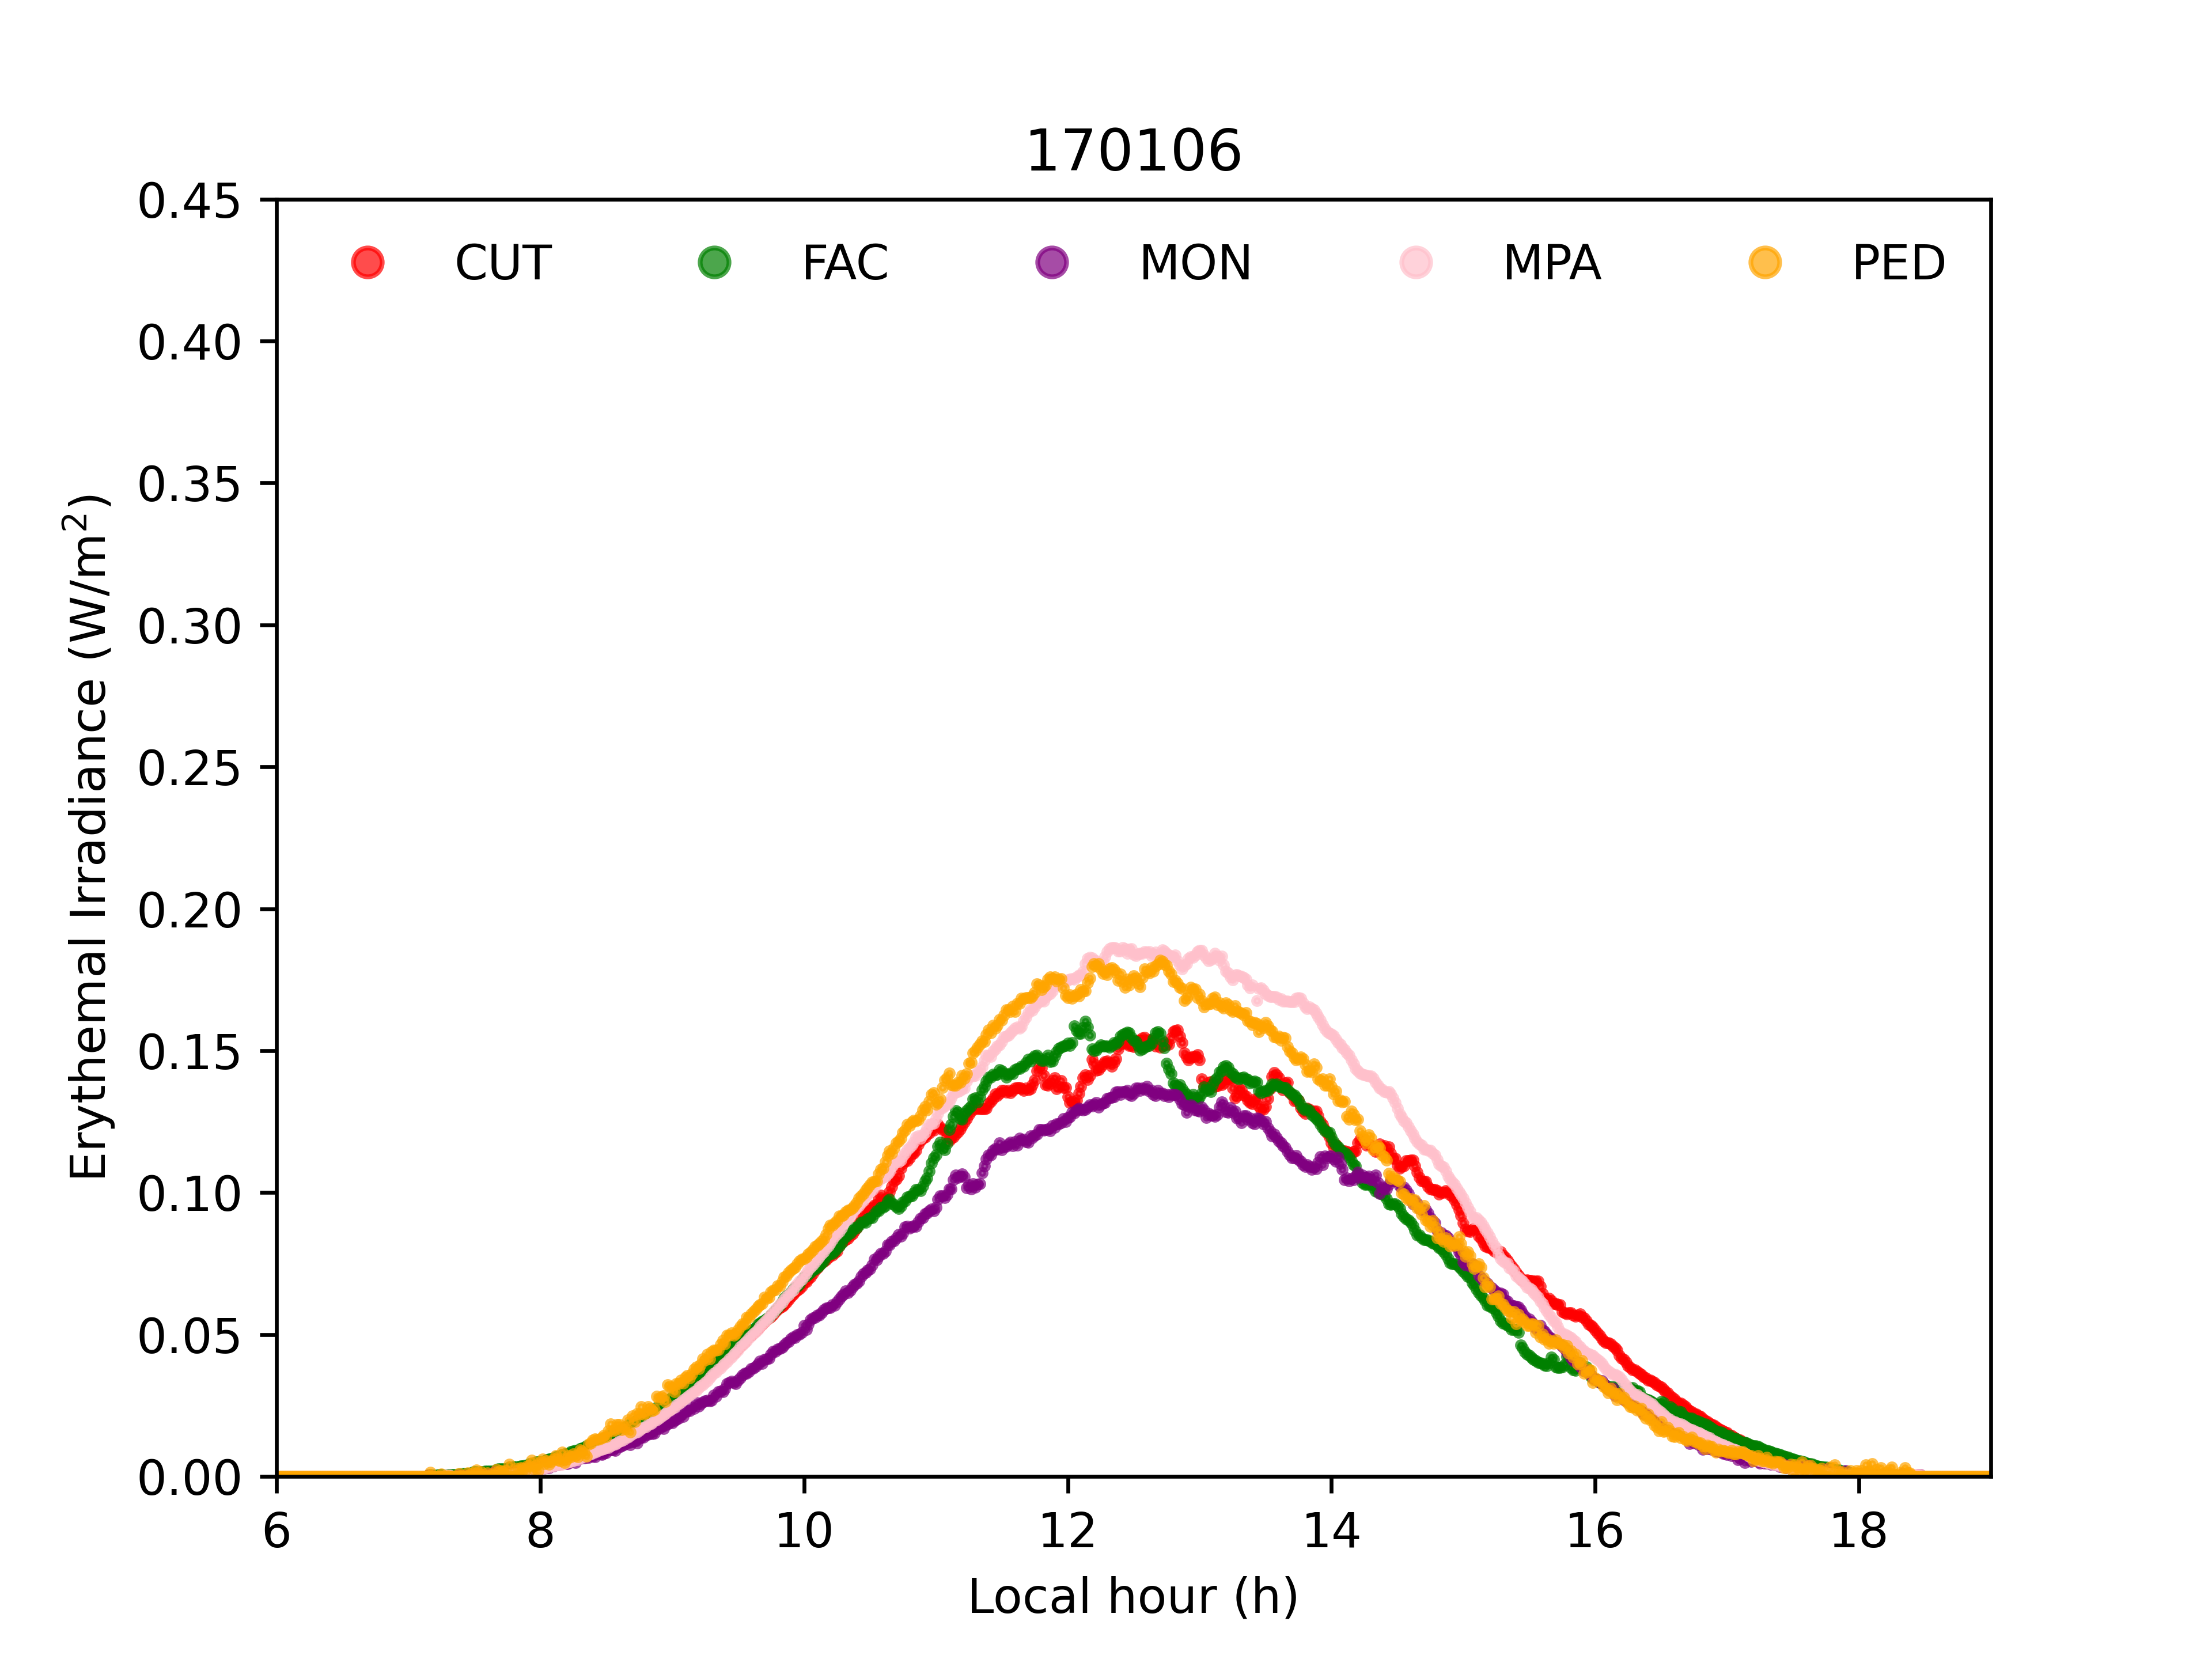 170106
0.45
CUT FAC MON MPA PED
0.40
0.35
0.30
0.25
0.20
0.15
0.10
0.05
0.00
Erythemal Irradiance (W/m²)
6 8 10 12 14 16 18
Local hour (h)